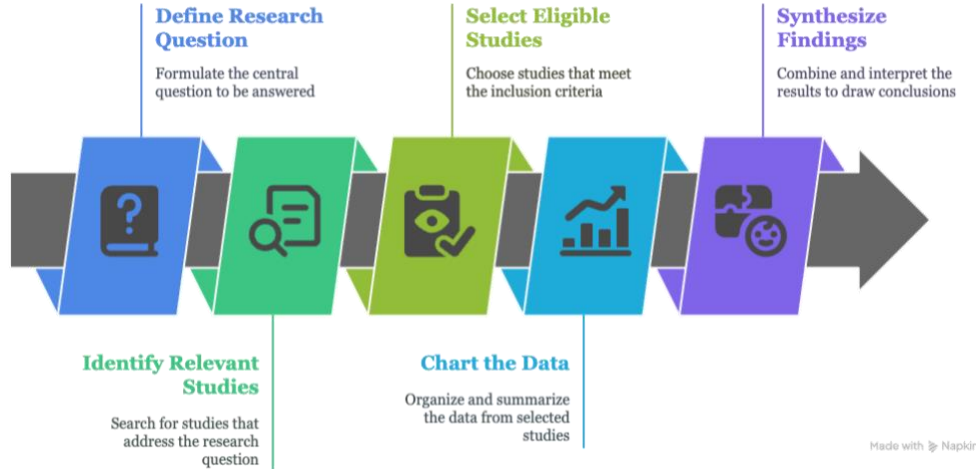 Define Research
Question
Formulate the central
question to be answered
Select Eligible
Studies
Choose studies that meet
the inclusion criteria
Synthesize
Findings
Combine and interpret the
results to draw conclusions
?
Identify Relevant
Studies
Search for studies that
address the research
question
Chart the Data
Organize and summarize
the data from selected
studies
Made with Napkin